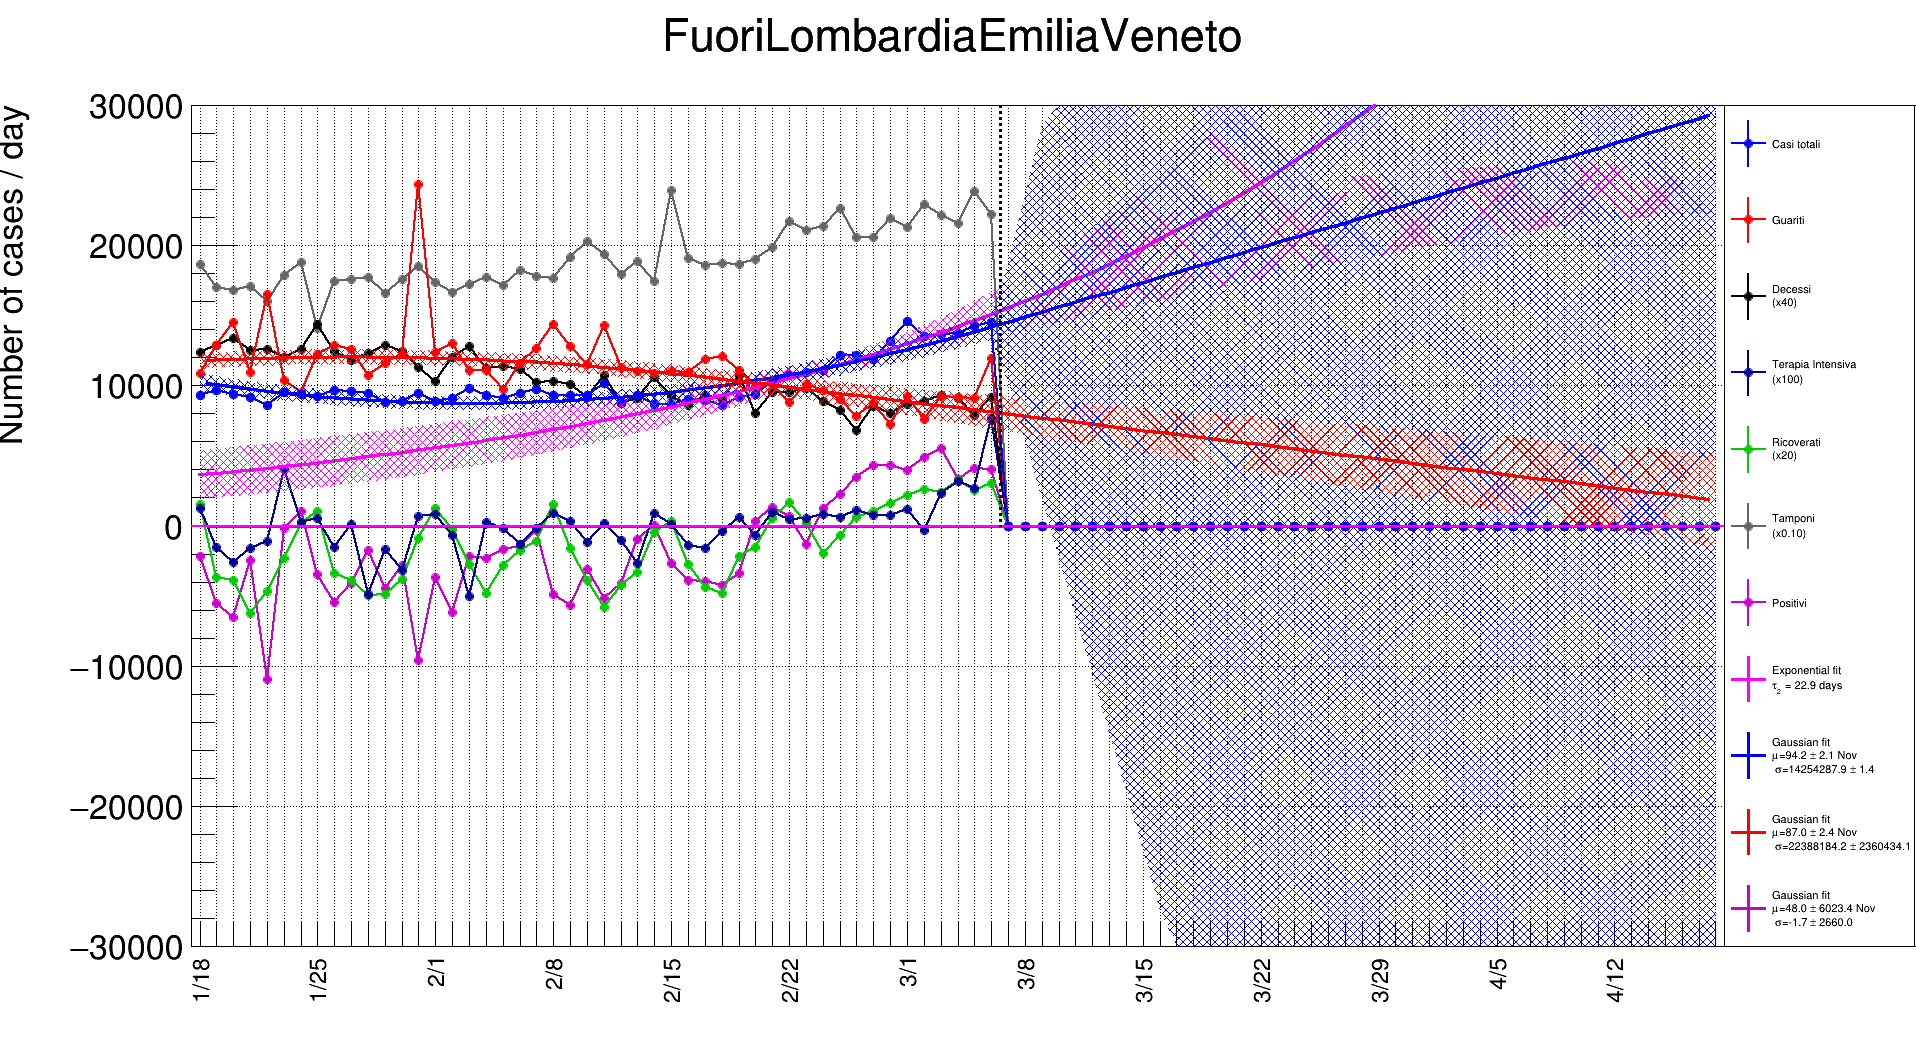 FuoriLombardiaEmiliaVeneto
Number of cases / day
30000
20000
10000
0
−10000
−20000
−30000
1/18
1/25
2/1
2/8
2/15
2/22
3/1
3/8
3/15
3/22
3/29
4/5
4/12
Casi totali
Guariti
Decessi
(x40)
Terapia Intensiva
(x100)
Ricoverati
(x20)
Tamponi
(x0.10)
Positivi
Exponential fit
τ2 = 22.9 days
Gaussian fit
μ=94.2 ± 2.1 Nov
σ=14254287.9 ± 1.4
Gaussian fit
μ=87.0 ± 2.4 Nov
σ=22388184.2 ± 2360434.1
Gaussian fit
μ=48.0 ± 6023.4 Nov
σ=-1.7 ± 2660.0